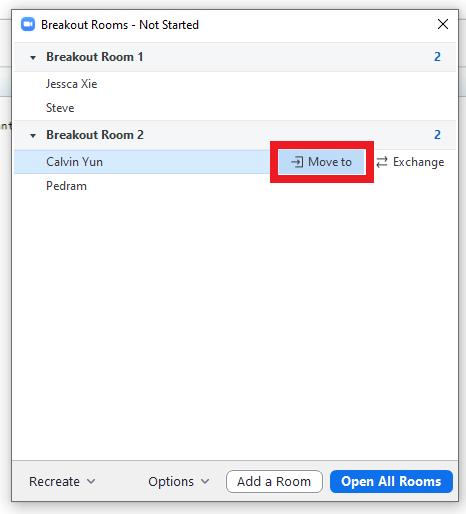 Breakout Rooms - Not Started
Breakout Room 1 2
Jessca Xie
Steve
Breakout Room 2 2
Calvin Yun Move to Exchange
Pedram
Recreate Options Add a Room Open All Rooms